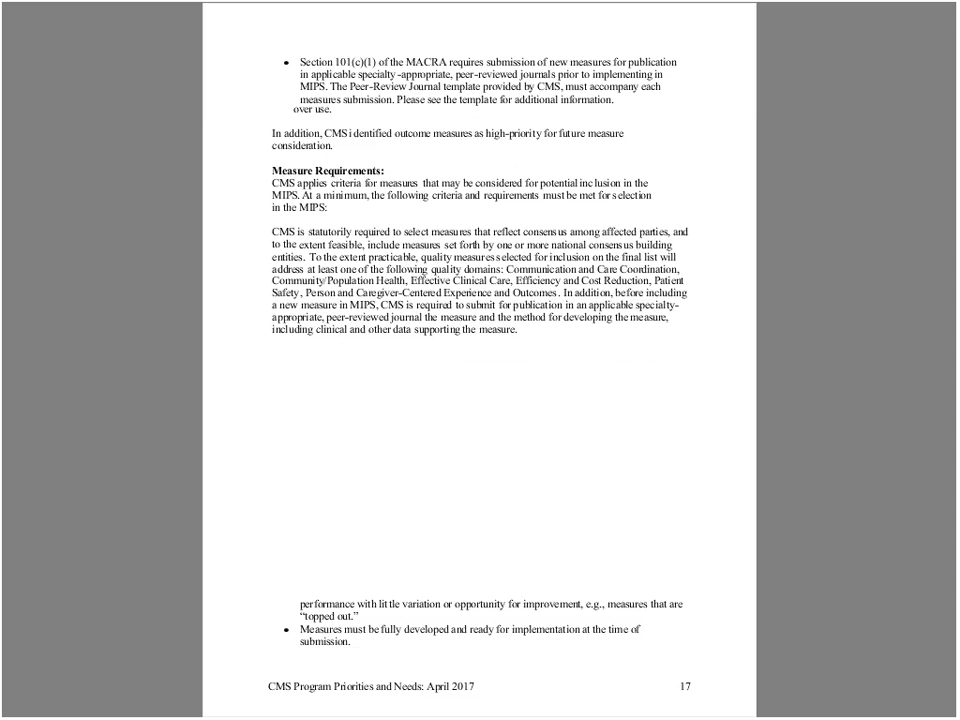 • Section 101(c)(1) of the MACRA requires submission of new measures for publication
in applicable specialty-appropriate, peer-reviewed journals prior to implementing in
MIPS. The Peer-Review Journal template provided by CMS, must accompany each
measures submission. Please see the template for additional information.
over use.
In addition, CMS identified outcome measures as high-priority for future measure
consideration.
Measure Requirements:
CMS applies criteria for measures that may be considered for potential inclusion in the
MIPS. At a minimum, the following criteria and requirements must be met for selection
in the MIPS:
CMS is statutorily required to select measures that reflect consensus among affected parties, and
to the extent feasible, include measures set forth by one or more national consensus building
entities. To the extent practicable, quality measures selected for inclusion on the final list will
address at least one of the following quality domains: Communication and Care Coordination,
Community/Population Health, Effective Clinical Care, Efficiency and Cost Reduction, Patient
Safety, Person and Caregiver-Centered Experience and Outcomes. In addition, before including
a new measure in MIPS, CMS is required to submit for publication in an applicable specialty-
appropriate, peer-reviewed journal the measure and the method for developing the measure,
including clinical and other data supporting the measure.
performance with little variation or opportunity for improvement, e.g., measures that are
“topped out.”
• Measures must be fully developed and ready for implementation at the time of
submission.
CMS Program Priorities and Needs: April 2017 17